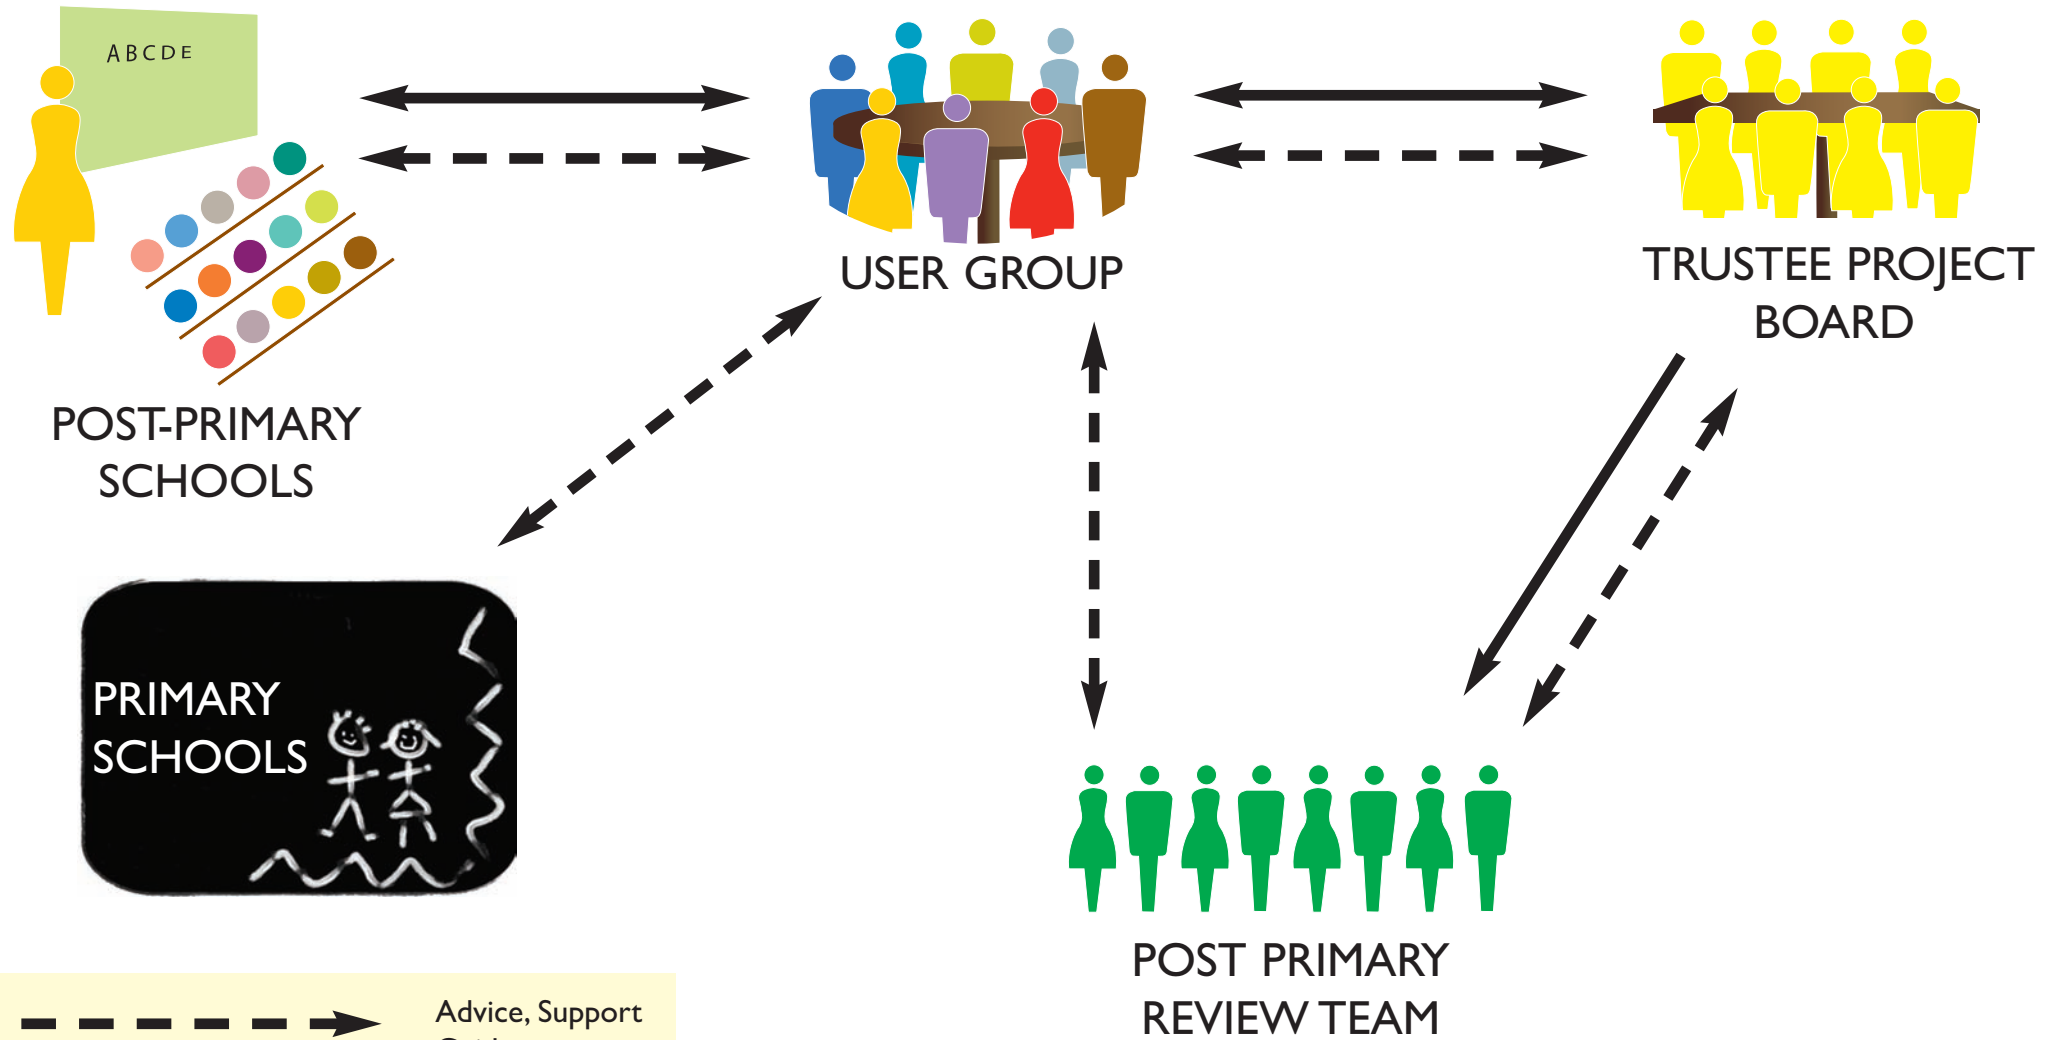 ABCDE
USER GROUP
TRUSTEE PROJECT
BOARD
POST-PRIMARY
SCHOOLS
PRIMARY
SCHOOLS
POST PRIMARY
REVIEW TEAM
Advice, Support